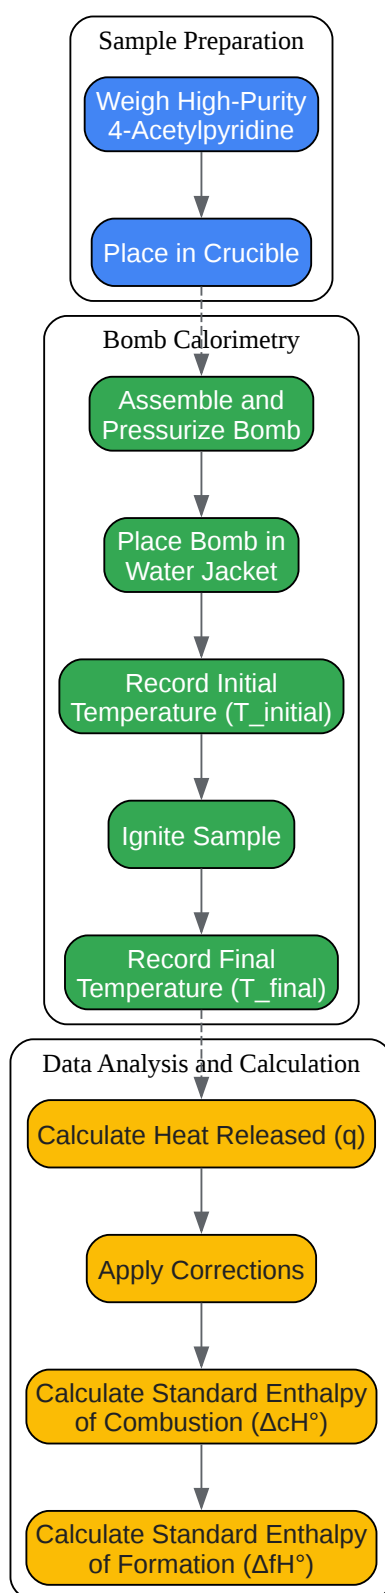 Sample Preparation
Weigh High-Purity
4-Acetylpyridine
Place in Crucible
Bomb Calorimetry
Assemble and
Pressurize Bomb
Place Bomb in
Water Jacket
Record Initial
Temperature (T_initial)
Ignite Sample
Record Final
Temperature (T_final)
Data Analysis and Calculation
Calculate Heat Released (q)
Apply Corrections
Calculate Standard Enthalpy
of Combustion (ΔcH°)
Calculate Standard Enthalpy
of Formation (ΔfH°)